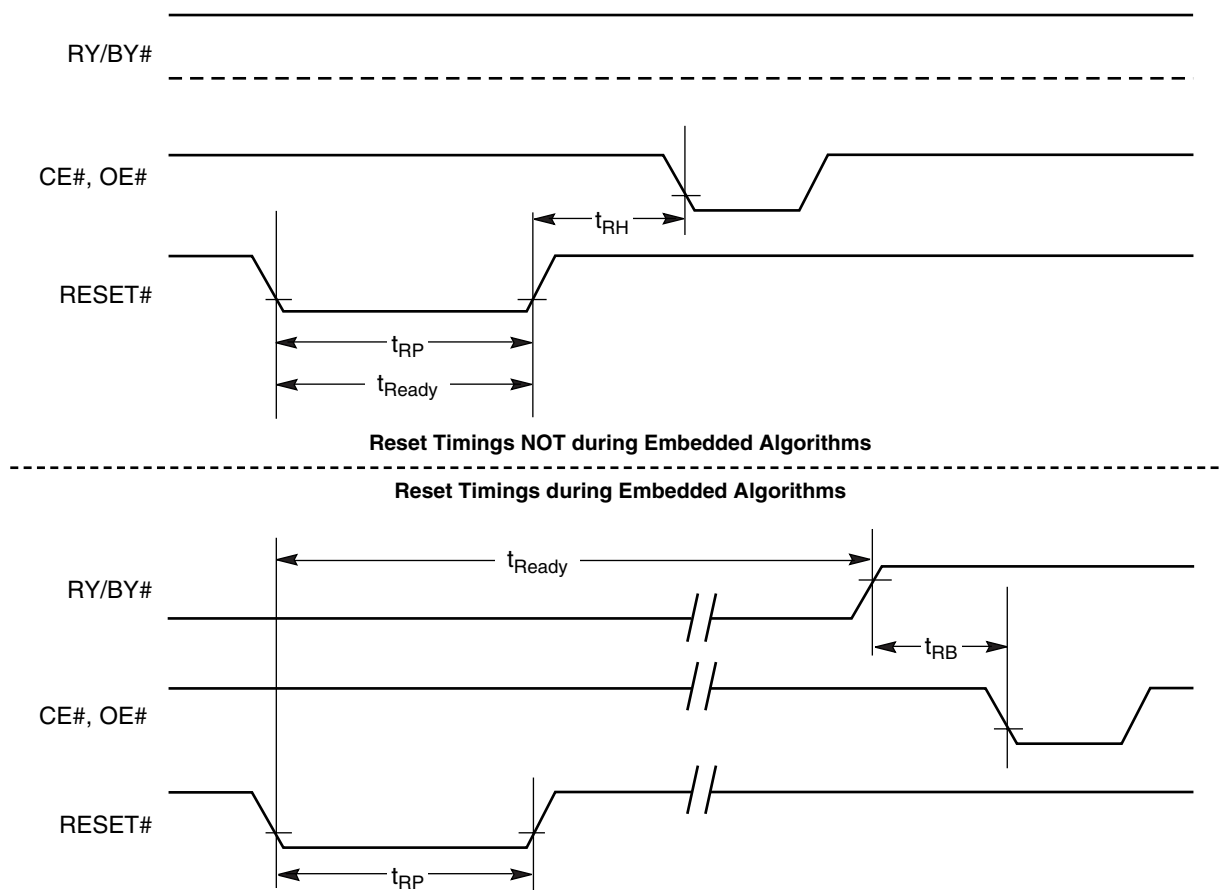 RY/BY#
CE#, OE#
tRH
RESET#
tRP
tReady
Reset Timings NOT during Embedded Algorithms
Reset Timings during Embedded Algorithms
tReady
RY/BY#
tRB
CE#, OE#
RESET#
tRP